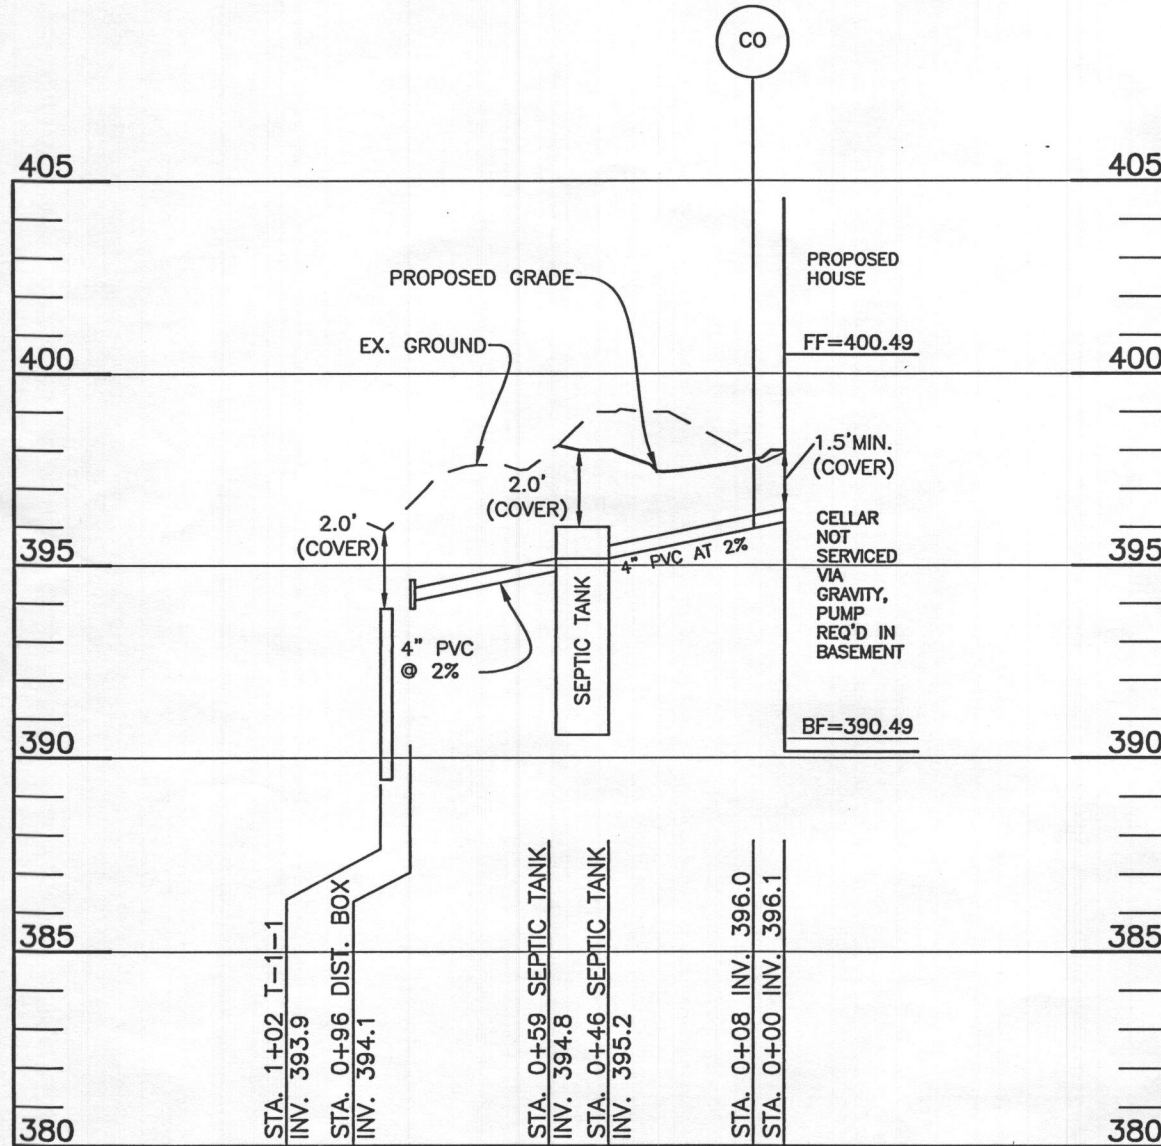 CO
405
405
PROPOSED HOUSE
PROPOSED GRADE
EX. GROUND
FF=400.49
400
400
1.5'MIN.
(COVER)
2.0'
(COVER)
2.0'
(COVER)
CELLAR
NOT
SERVICED
VIA
GRAVITY,
PUMP
REQ'D IN
BASEMENT
395
395
4" PVC AT 2%
SEPTIC TANK
4" PVC
@ 2%
BF=390.49
390
390
385
385
STA. 1+02 T-1-1
INV. 393.9
STA. 0+96 DIST. BOX
INV. 394.1
STA. 0+59 SEPTIC TANK
INV. 394.8
STA. 0+46 SEPTIC TANK
INV. 395.2
STA. 0+08 INV. 396.0
STA. 0+00 INV. 396.1
380
380